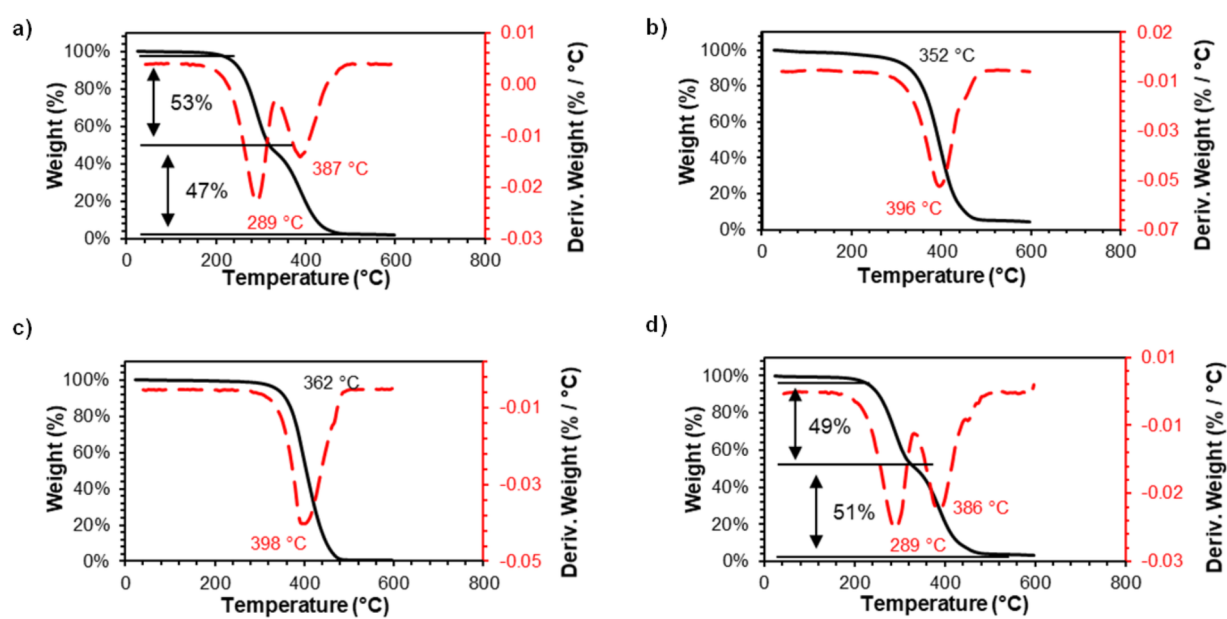 a)
Weight (%)
100%
80%
60%
40%
20%
0%
53%
47%
289 °C
387 °C
0.01
0.00
-0.01
-0.02
-0.03
Deriv. Weight (% / °C)
0 200 400 600 800
Temperature (°C)
b)
Weight (%)
100%
80%
60%
40%
20%
0%
352 °C
396 °C
0.02
-0.01
-0.03
-0.05
-0.07
Deriv. Weight (% / °C)
0 200 400 600 800
Temperature (°C)
c)
Weight (%)
100%
80%
60%
40%
20%
0%
362 °C
398 °C
-0.01
-0.03
-0.05
Deriv. Weight (% / °C)
0 200 400 600 800
Temperature (°C)
d)
Weight (%)
100%
80%
60%
40%
20%
0%
49%
51%
289 °C
386 °C
0.01
-0.01
-0.02
-0.03
Deriv. Weight (% / °C)
0 200 400 600 800
Temperature (°C)